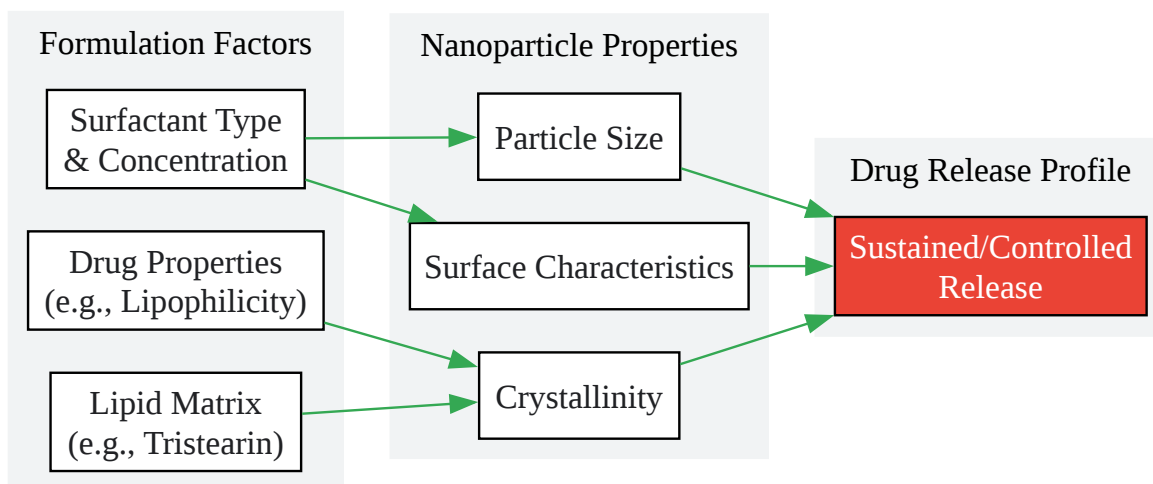 Formulation Factors
Surfactant Type
& Concentration
Drug Properties
(e.g., Lipophilicity)
Lipid Matrix
(e.g., Tristearin)
Nanoparticle Properties
Particle Size
Surface Characteristics
Crystallinity
Drug Release Profile
Sustained/Controlled
Release